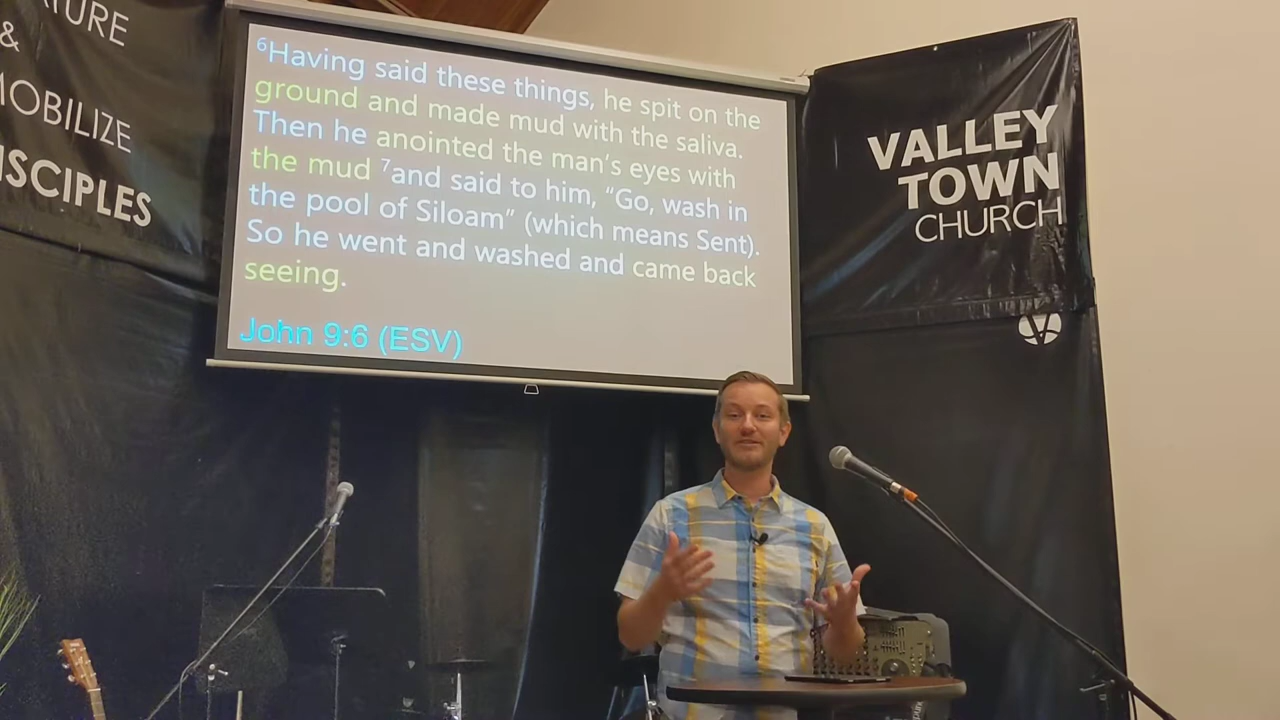 &
MOBILIZE
DISCIPLES
⁶Having said these things, he spit on the
ground and made mud with the saliva.
Then he anointed the man's eyes with
the mud ⁷and said to him, "Go, wash in
the pool of Siloam" (which means Sent).
So he went and washed and came back
seeing.
John 9:6 (ESV)
VALLEY
TOWN
CHURCH